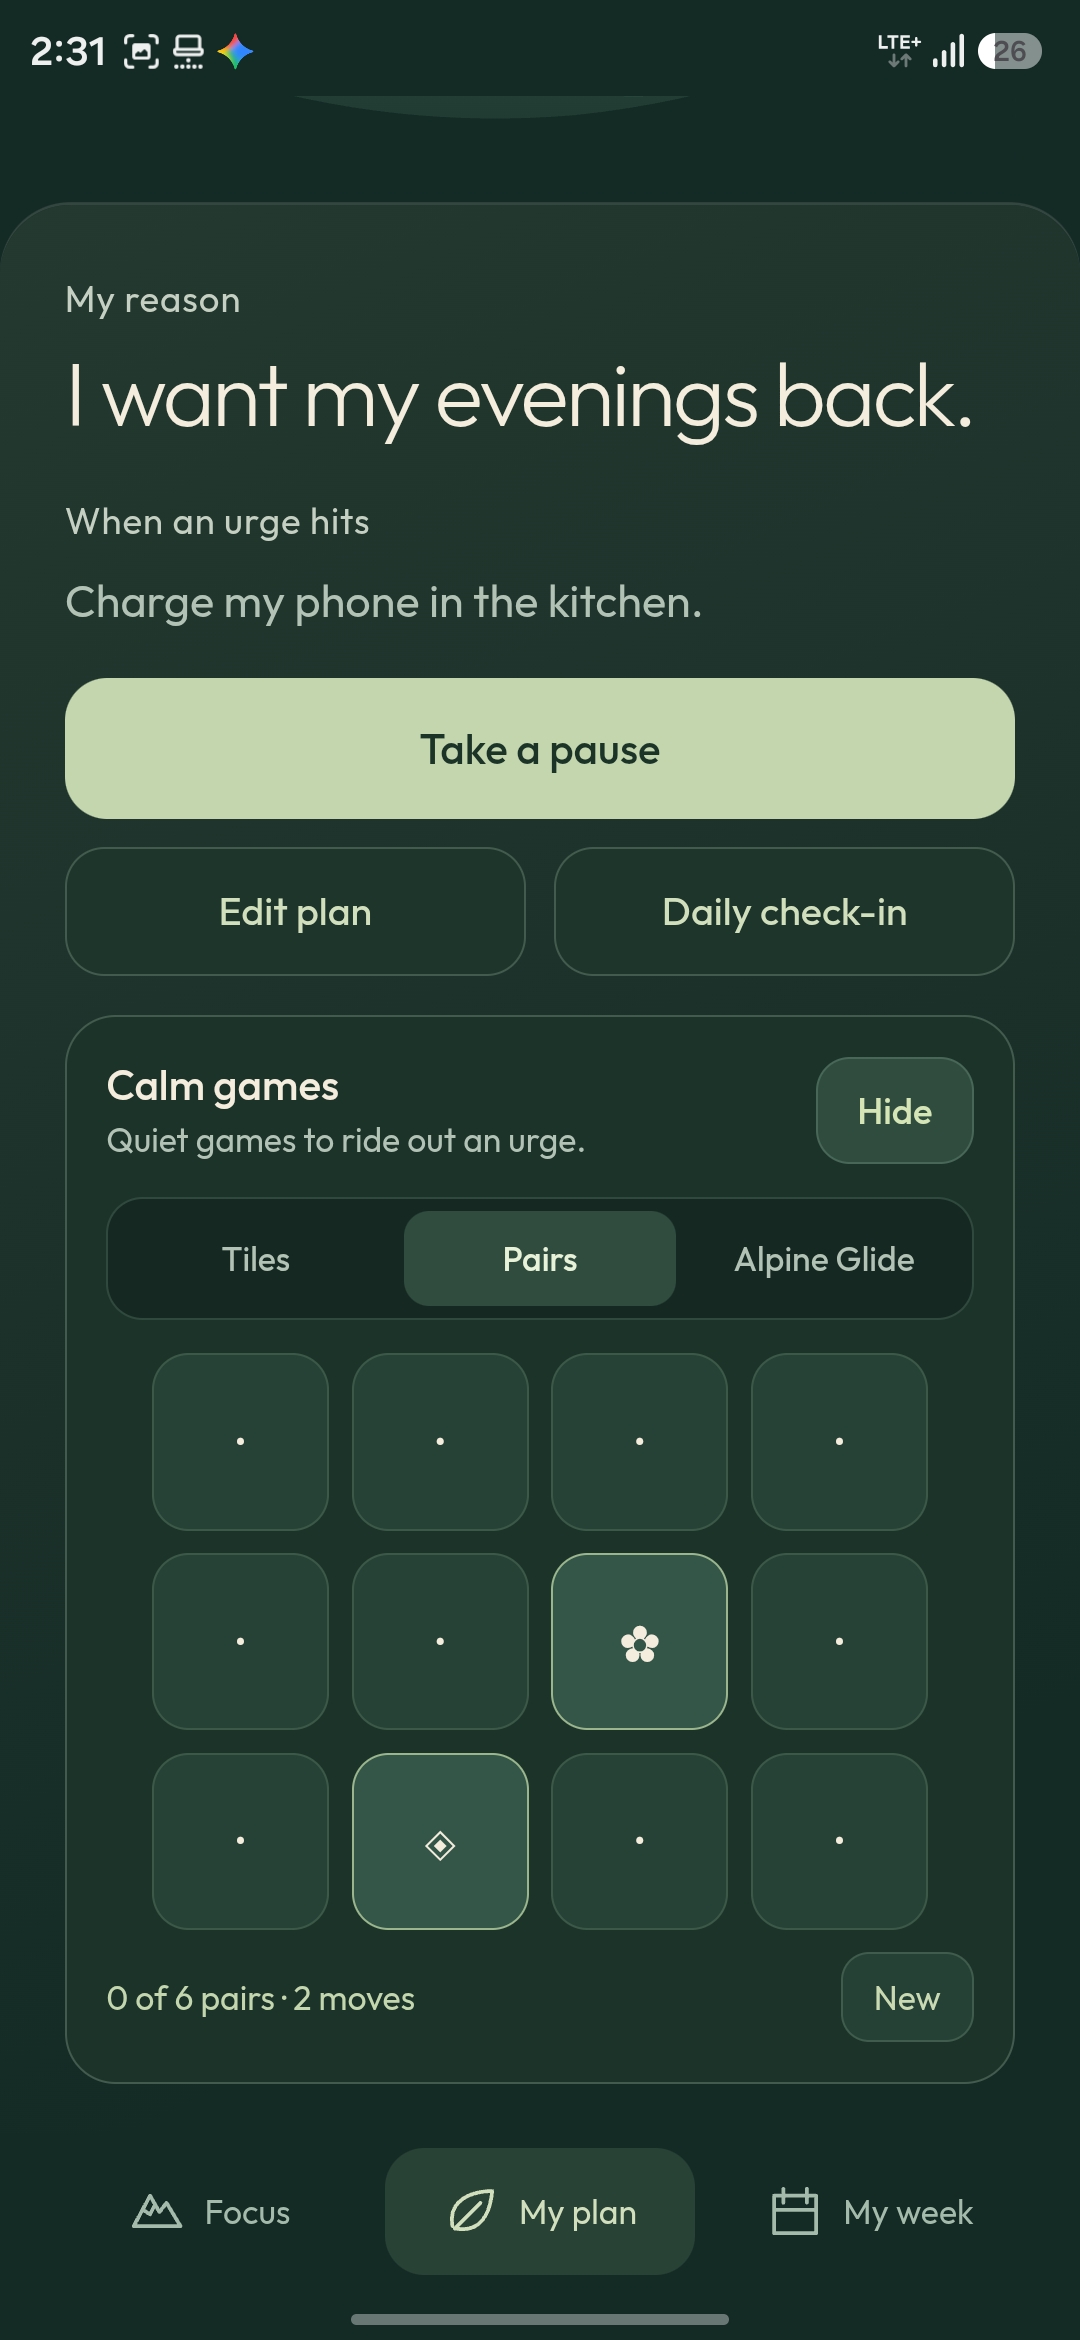 2:31
LTE+
26
My reason
I want my evenings back.
When an urge hits
Charge my phone in the kitchen.
Take a pause
Edit plan
Daily check-in
Calm games
Quiet games to ride out an urge.
Hide
Tiles
Pairs
Alpine Glide
0 of 6 pairs · 2 moves
New
Focus
My plan
My week